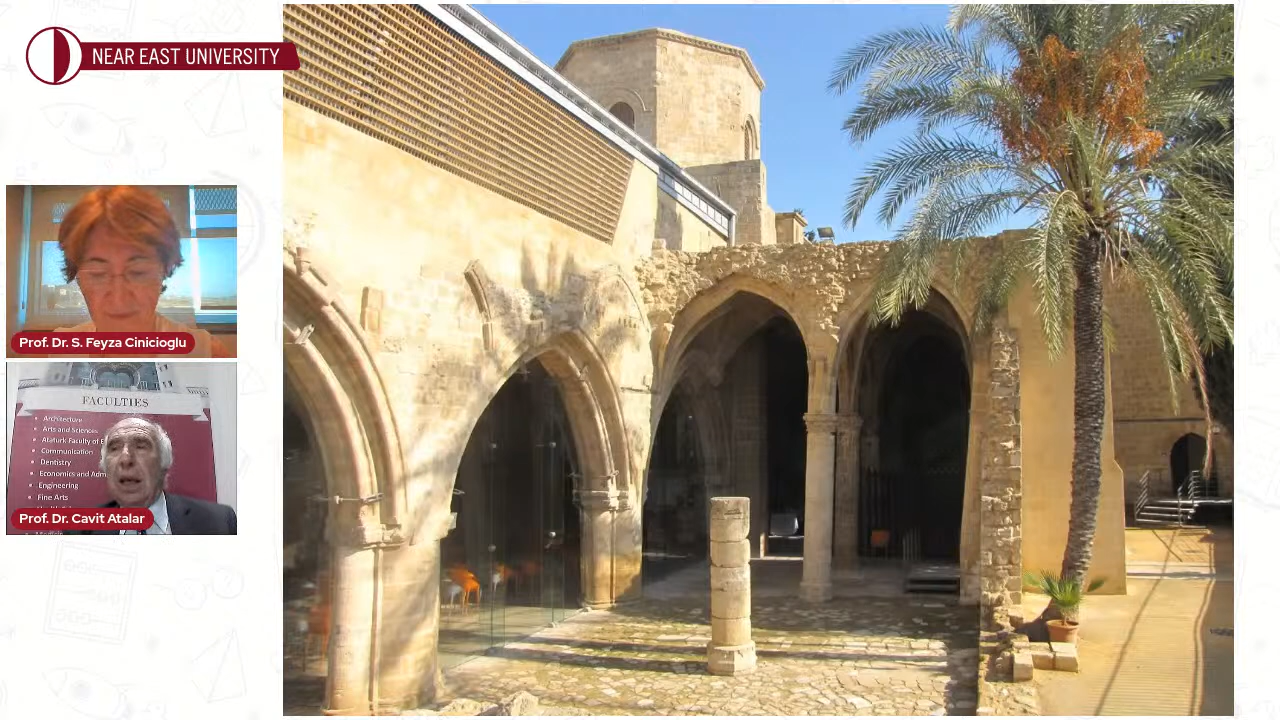 NEAR EAST UNIVERSITY
Prof. Dr. S. Feyza Cinicioglu
FACULTIES
Architecture
Arts and Sciences
Ataturk Faculty of E
Communication
Dentistry
Economics and Adm
Engineering
Fine Arts
Prof. Dr. Cavit Atalar